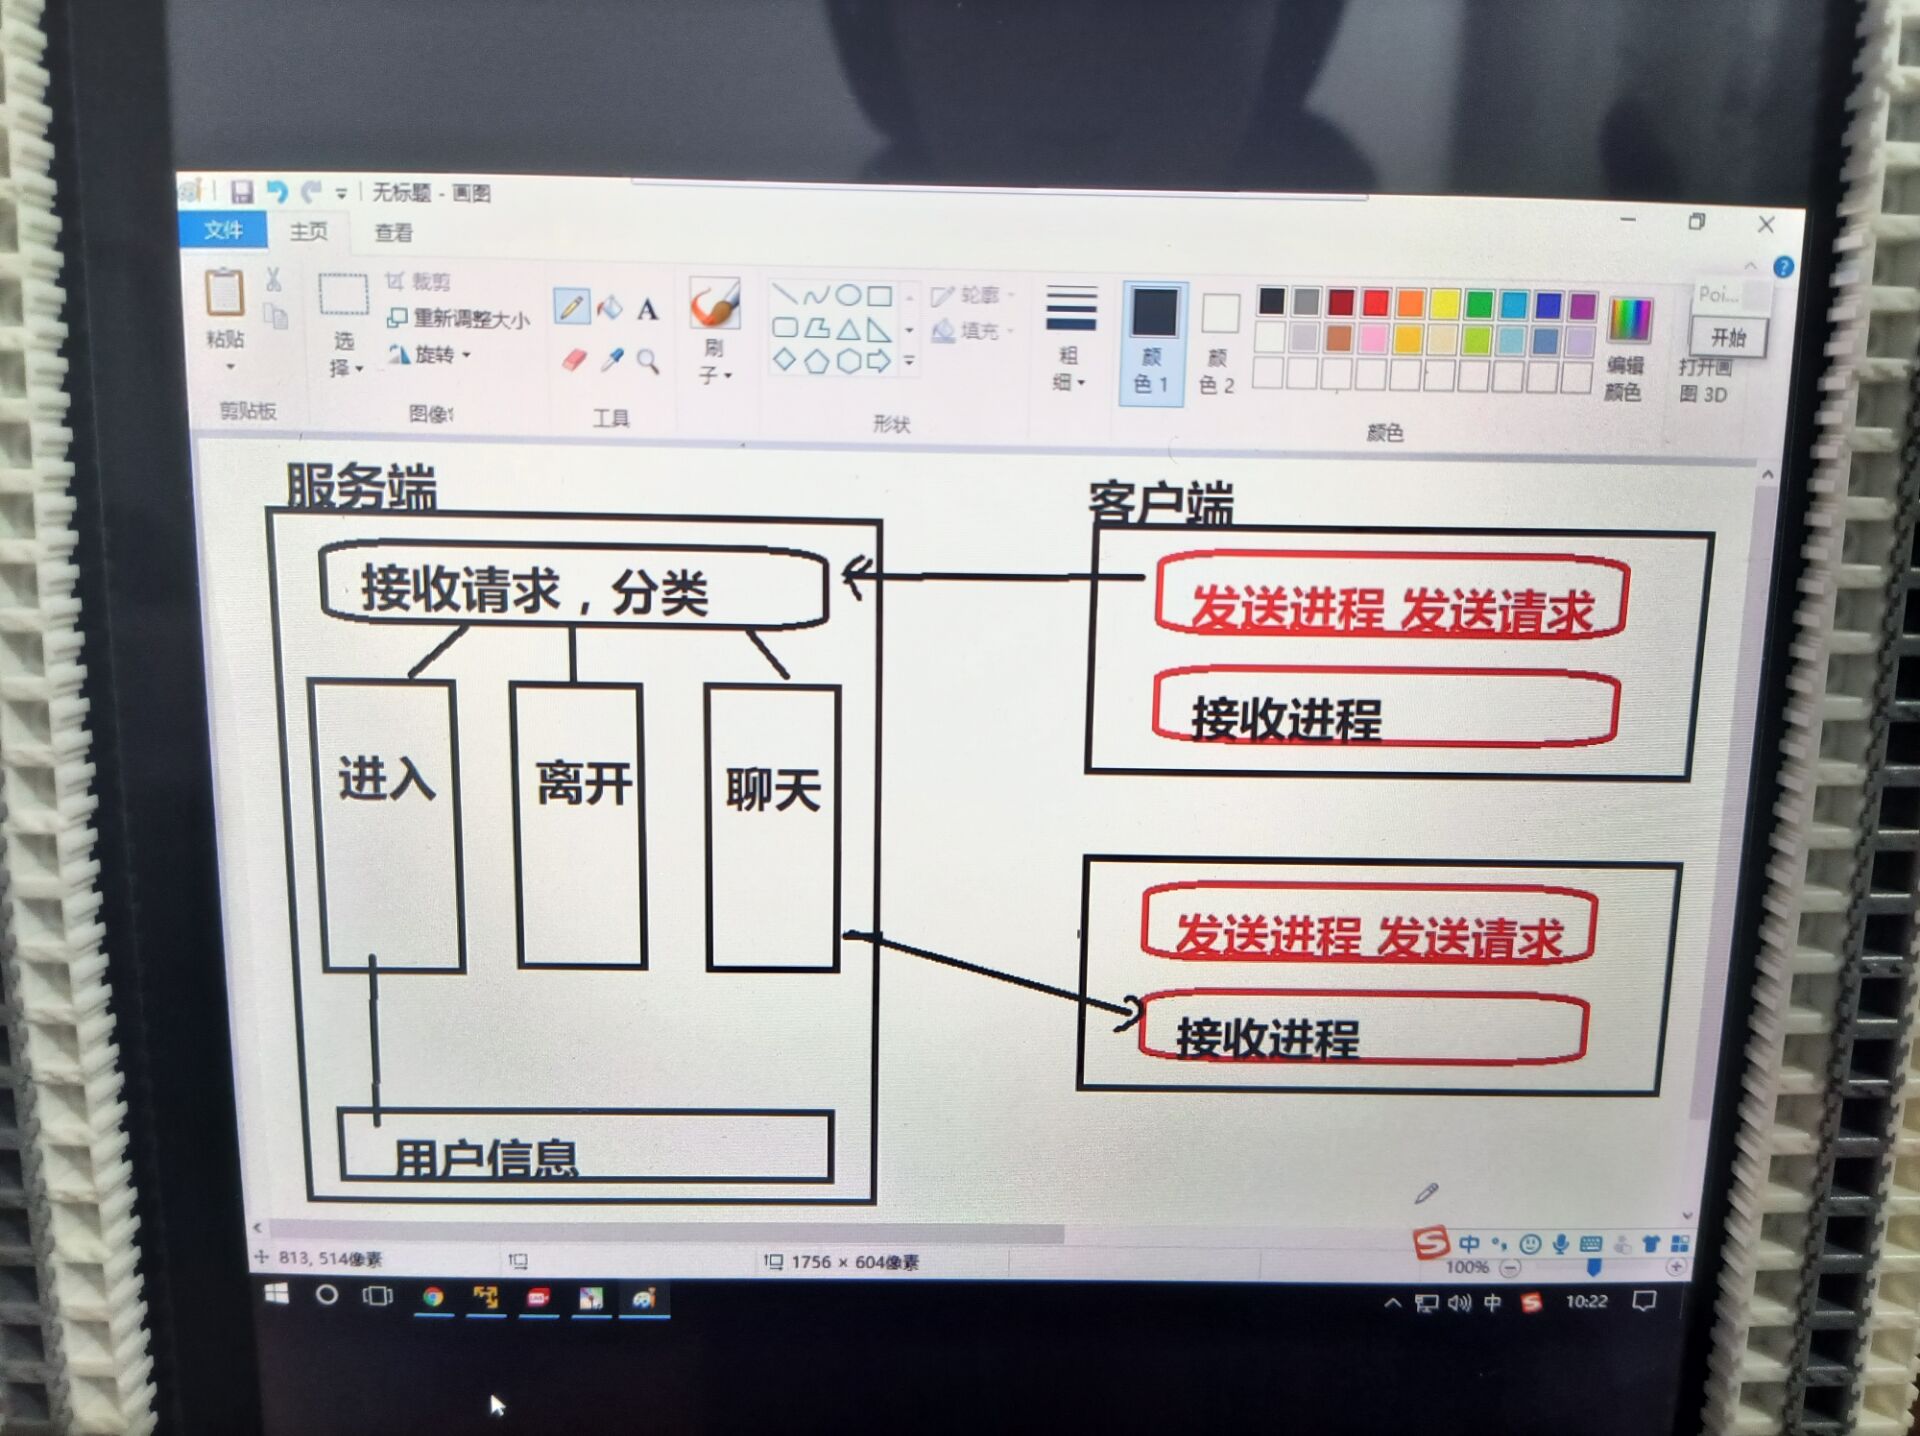 无标题 - 画图
文件 主页 查看
粘贴
剪贴板
选择
裁剪
重新调整大小
旋转
图像
A
工具
刷子
形状
轮廓
填充
粗细
颜色 1
颜色 2
颜色
编辑颜色
打开画图 3D
Poi...
开始
服务端
接收请求，分类
进入
离开
聊天
用户信息
客户端
发送进程 发送请求
接收进程
发送进程 发送请求
接收进程
813, 514像素
1756 × 604像素
100%
中
中
10:22